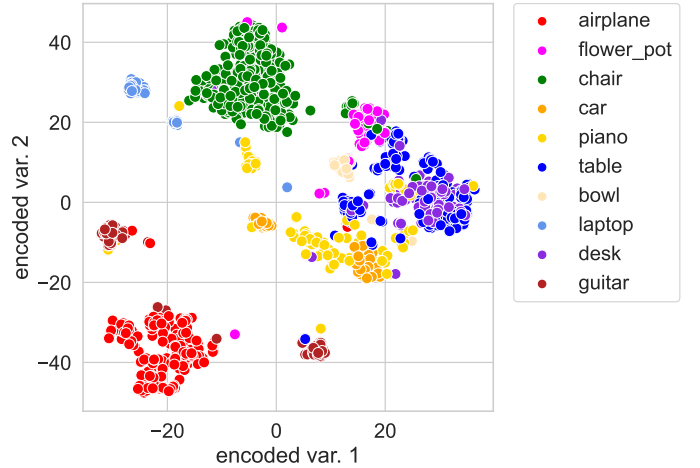 40
20
0
−20
−40
−20
0
20
encoded var. 1
encoded var. 2
airplane
flower_pot
chair
car
piano
table
bowl
laptop
desk
guitar